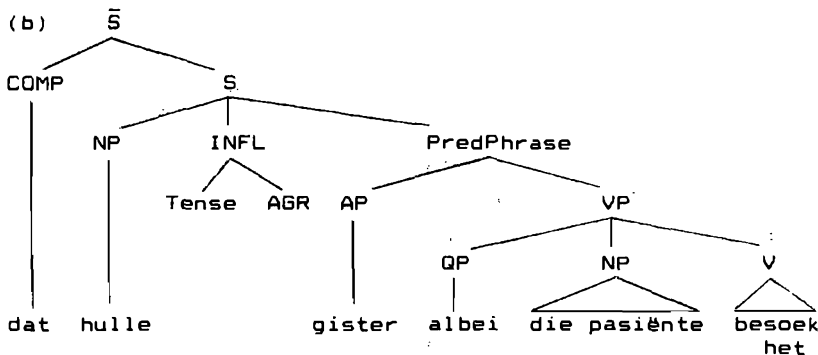 (b) S̄
COMP S
NP INFL PredPhrase
Tense AGR AP VP
QP NP V
dat hulle gister albei die pasiënte besoek
het